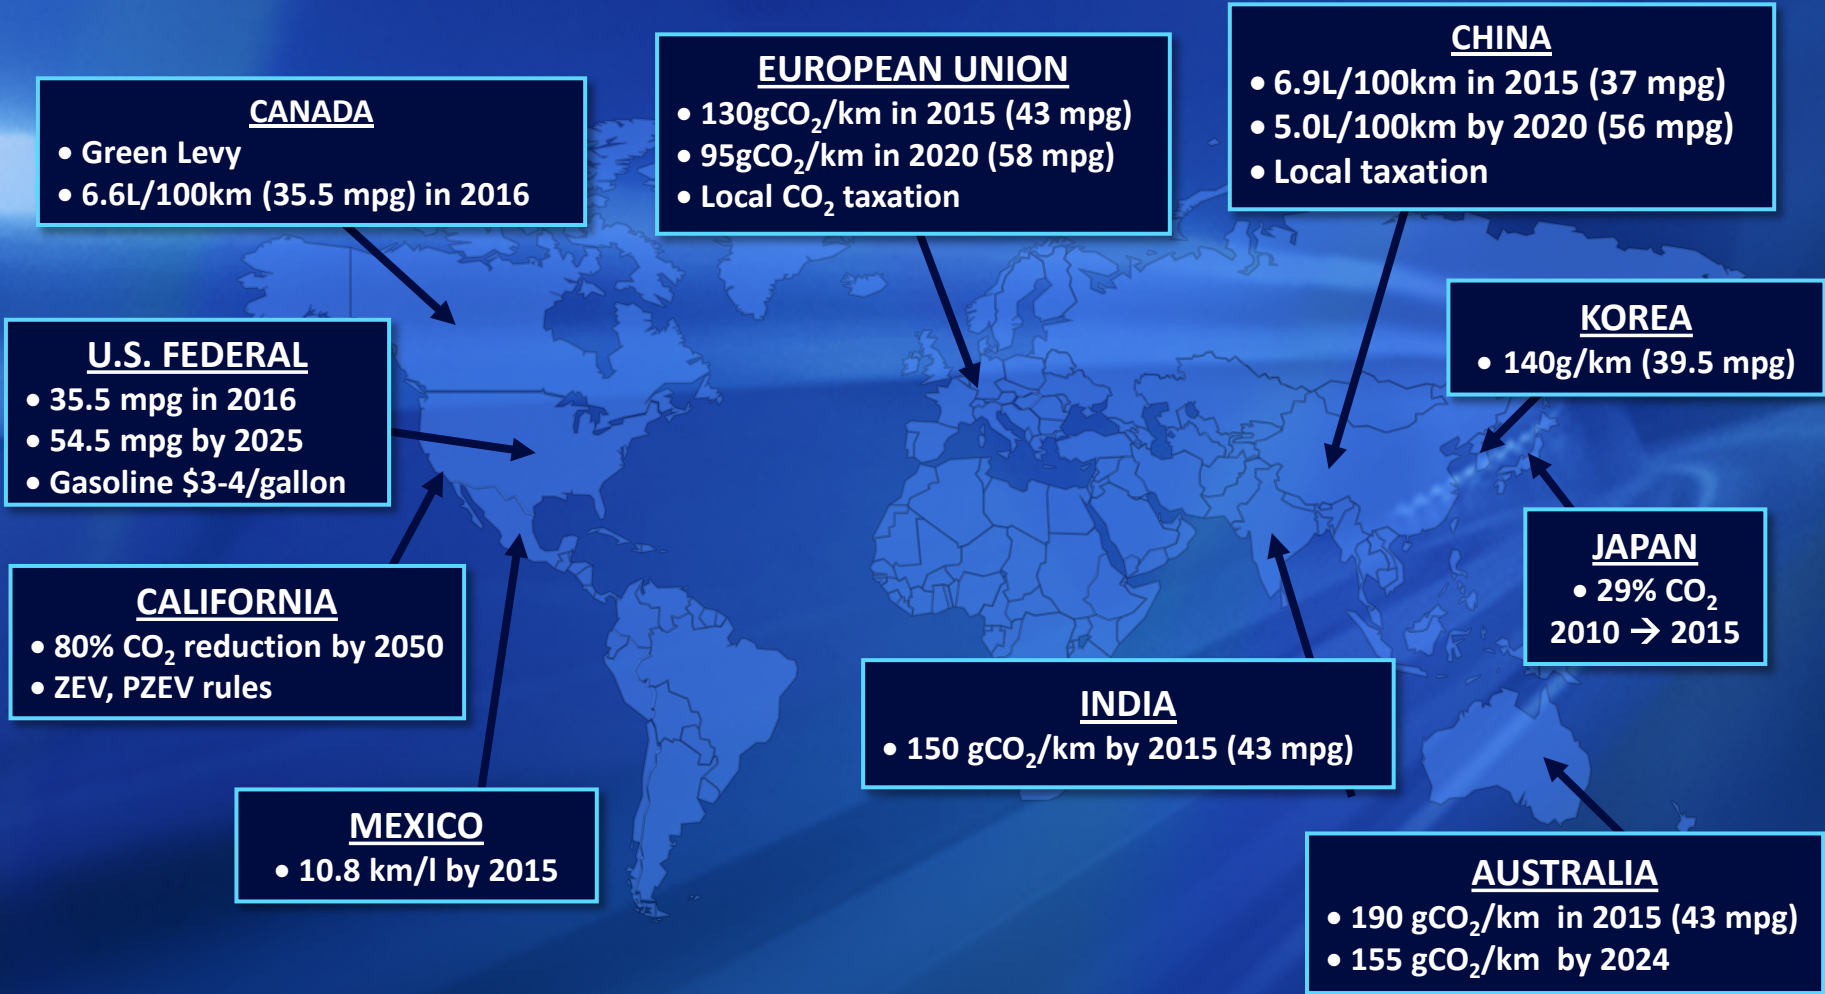 CANADA
• Green Levy
• 6.6L/100km (35.5 mpg) in 2016
EUROPEAN UNION
• 130gCO₂/km in 2015 (43 mpg)
• 95gCO₂/km in 2020 (58 mpg)
• Local CO₂ taxation
CHINA
• 6.9L/100km in 2015 (37 mpg)
• 5.0L/100km by 2020 (56 mpg)
• Local taxation
U.S. FEDERAL
• 35.5 mpg in 2016
• 54.5 mpg by 2025
• Gasoline $3-4/gallon
KOREA
• 140g/km (39.5 mpg)
CALIFORNIA
• 80% CO₂ reduction by 2050
• ZEV, PZEV rules
JAPAN
• 29% CO₂
2010 → 2015
INDIA
• 150 gCO₂/km by 2015 (43 mpg)
MEXICO
• 10.8 km/l by 2015
AUSTRALIA
• 190 gCO₂/km in 2015 (43 mpg)
• 155 gCO₂/km by 2024